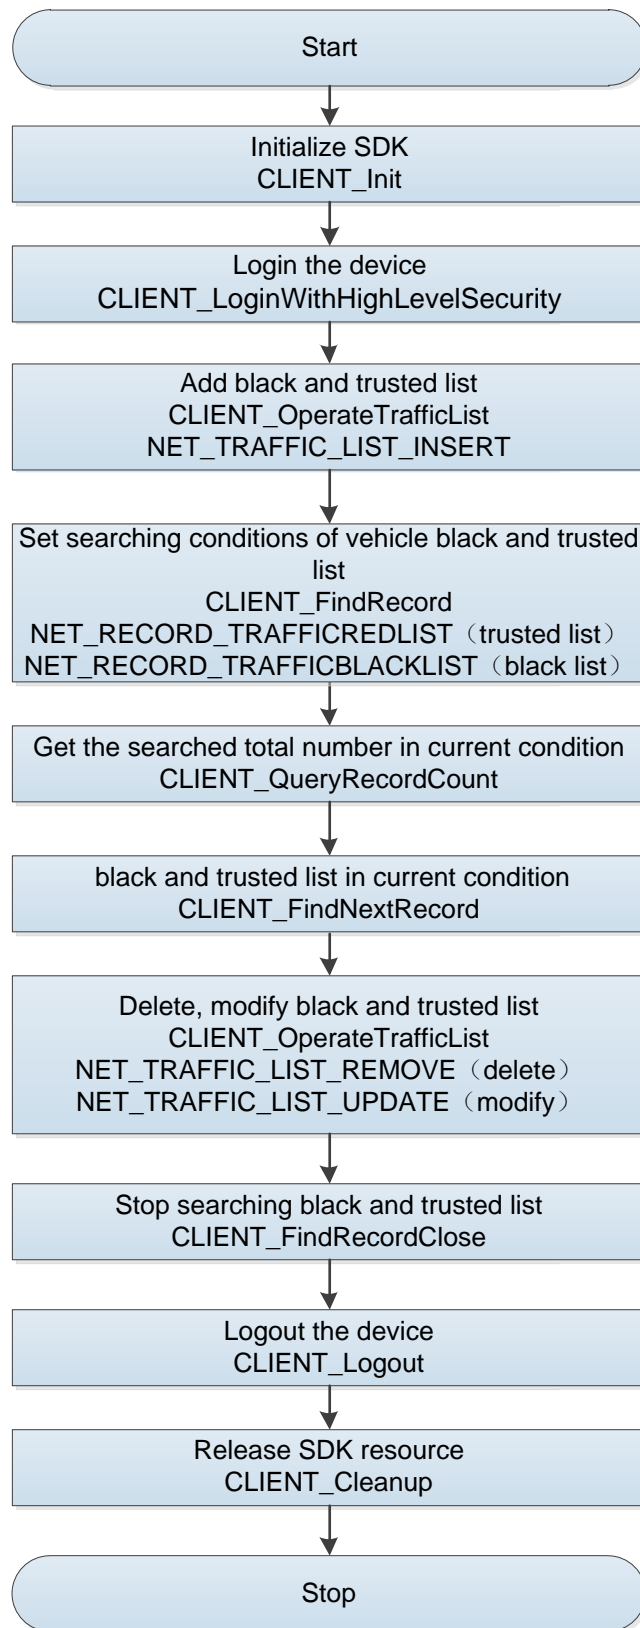 Start
Initialize SDK
CLIENT_Init
Login the device
CLIENT_LoginWithHighLevelSecurity
Add black and trusted list
CLIENT_OperateTrafficList
NET_TRAFFIC_LIST_INSERT
Set searching conditions of vehicle black and trusted
list
CLIENT_FindRecord
NET_RECORD_TRAFFICREDLIST（trusted list）
NET_RECORD_TRAFFICBLACKLIST（black list）
Get the searched total number in current condition
CLIENT_QueryRecordCount
black and trusted list in current condition
CLIENT_FindNextRecord
Delete, modify black and trusted list
CLIENT_OperateTrafficList
NET_TRAFFIC_LIST_REMOVE（delete）
NET_TRAFFIC_LIST_UPDATE（modify）
Stop searching black and trusted list
CLIENT_FindRecordClose
Logout the device
CLIENT_Logout
Release SDK resource
CLIENT_Cleanup
Stop